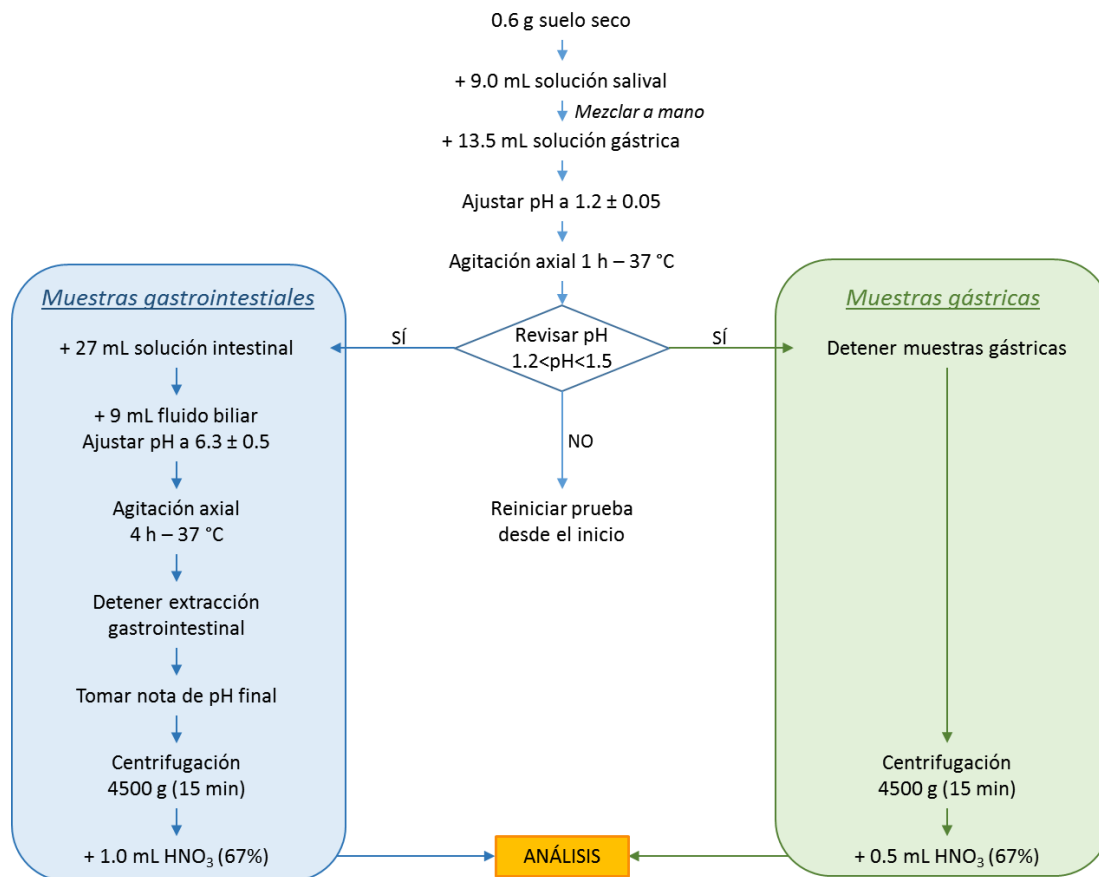 0.6 g suelo seco
+ 9.0 mL solución salival
Mezclar a mano
+ 13.5 mL solución gástrica
Ajustar pH a 1.2 ± 0.05
Agitación axial 1 h – 37 °C
Revisar pH
1.2<pH<1.5
SÍ
SÍ
NO
Reiniciar prueba
desde el inicio
Muestras gastrointestiales
+ 27 mL solución intestinal
+ 9 mL fluido biliar
Ajustar pH a 6.3 ± 0.5
Agitación axial
4 h – 37 °C
Detener extracción
gastrointestinal
Tomar nota de pH final
Centrifugación
4500 g (15 min)
+ 1.0 mL HNO₃ (67%)
Muestras gástricas
Detener muestras gástricas
Centrifugación
4500 g (15 min)
+ 0.5 mL HNO₃ (67%)
ANÁLISIS